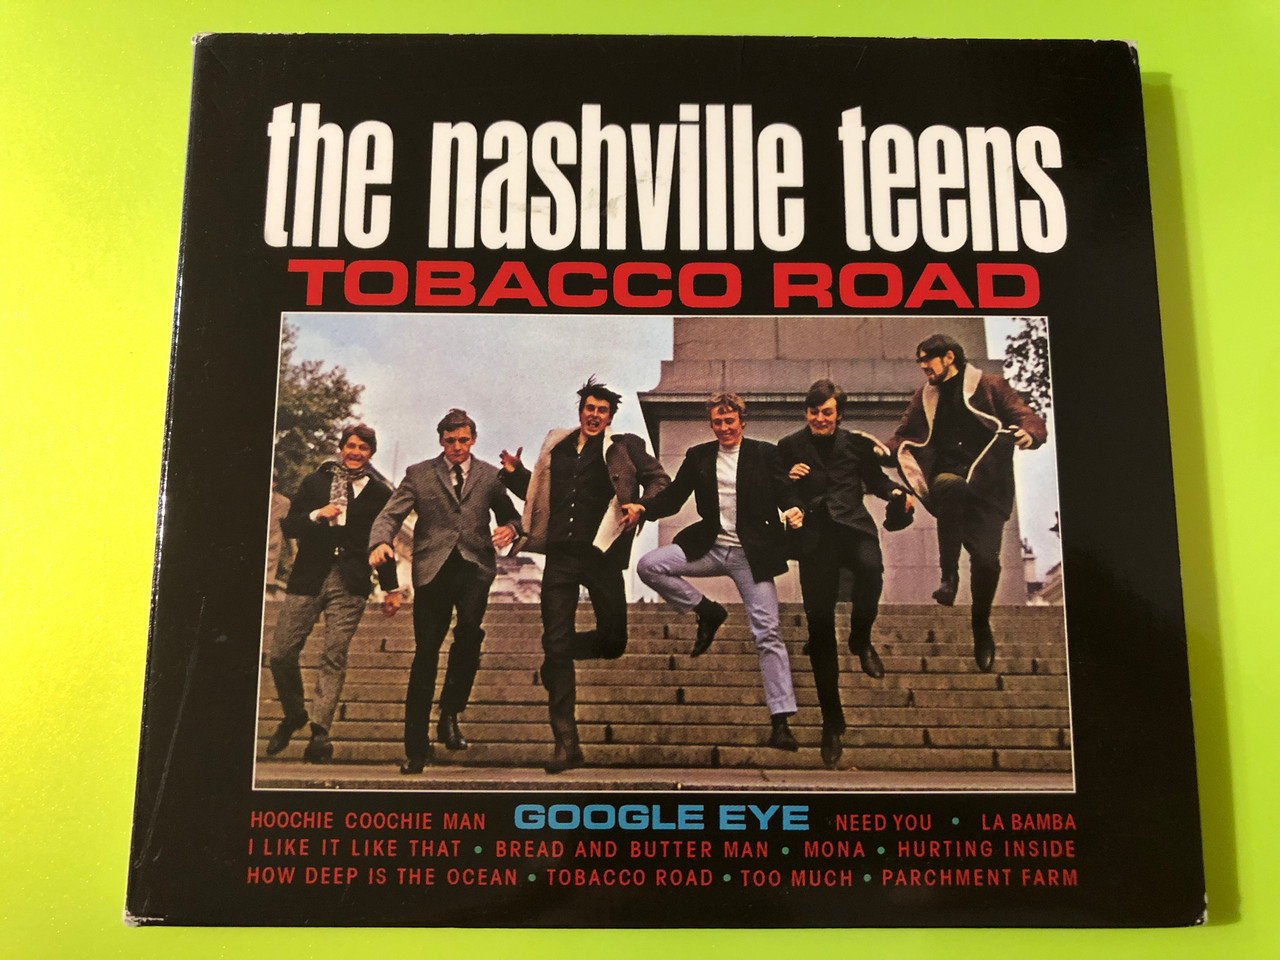 the nashville teens
TOBACCO ROAD
HOOCHIE COOCHIE MAN GOOGLE EYE NEED YOU • LA BAMBA
I LIKE IT LIKE THAT • BREAD AND BUTTER MAN • MONA • HURTING INSIDE
HOW DEEP IS THE OCEAN • TOBACCO ROAD • TOO MUCH • PARCHMENT FARM